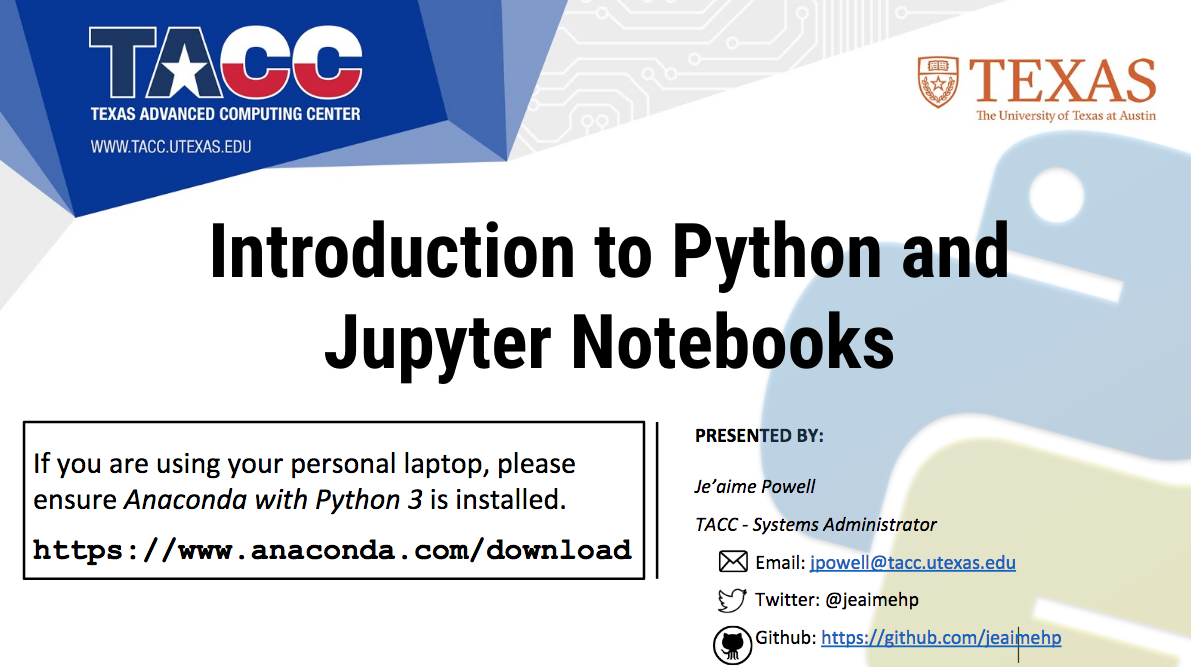 TACC
TEXAS ADVANCED COMPUTING CENTER
WWW.TACC.UTEXAS.EDU
TEXAS
The University of Texas at Austin
Introduction to Python and
Jupyter Notebooks
If you are using your personal laptop, please
ensure Anaconda with Python 3 is installed.
https://www.anaconda.com/download
PRESENTED BY:
Je’aime Powell
TACC - Systems Administrator
Email: jpowell@tacc.utexas.edu
Twitter: @jeaimehp
Github: https://github.com/jeaimehp